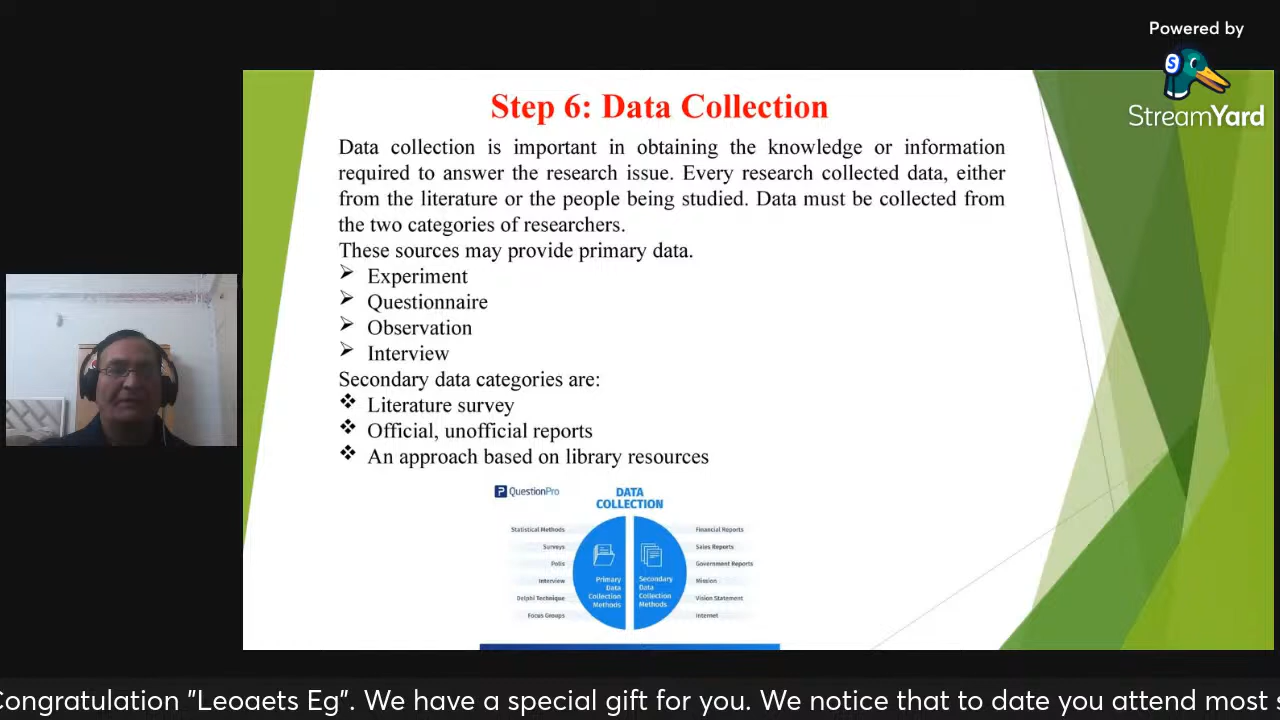 Powered by
StreamYard
Step 6: Data Collection
Data collection is important in obtaining the knowledge or information
required to answer the research issue. Every research collected data, either
from the literature or the people being studied. Data must be collected from
the two categories of researchers.
These sources may provide primary data.
Experiment
Questionnaire
Observation
Interview
Secondary data categories are:
Literature survey
Official, unofficial reports
An approach based on library resources
QuestionPro
DATA
COLLECTION
Statistical Methods
Surveys
Polls
Interview
Delphi Technique
Focus Groups
Primary
Data
Collection
Methods
Secondary
Data
Collection
Methods
Financial Reports
Sales Reports
Government Reports
Mission
Vision Statement
Internet
Congratulation "Leoaets Eg". We have a special gift for you. We notice that to date you attend most s